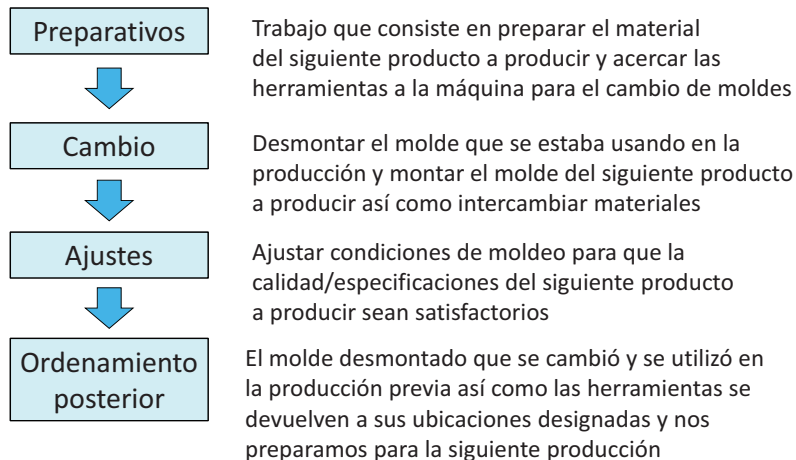 Preparativos
Trabajo que consiste en preparar el material
del siguiente producto a producir y acercar las
herramientas a la máquina para el cambio de moldes
Cambio
Desmontar el molde que se estaba usando en la
producción y montar el molde del siguiente producto
a producir así como intercambiar materiales
Ajustes
Ajustar condiciones de moldeo para que la
calidad/especificaciones del siguiente producto
a producir sean satisfactorios
Ordenamiento
posterior
El molde desmontado que se cambió y se utilizó en
la producción previa así como las herramientas se
devuelven a sus ubicaciones designadas y nos
preparamos para la siguiente producción